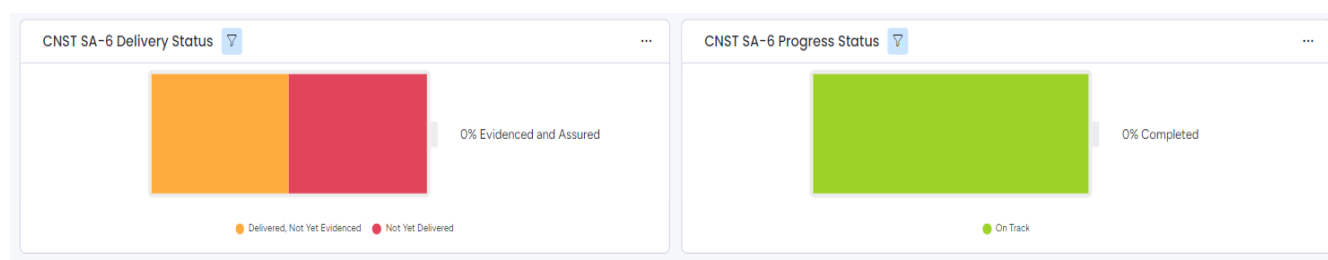 CNST SA-6 Delivery Status
...
0% Evidenced and Assured
Delivered, Not Yet Evidenced Not Yet Delivered
CNST SA-6 Progress Status
...
0% Completed
On Track